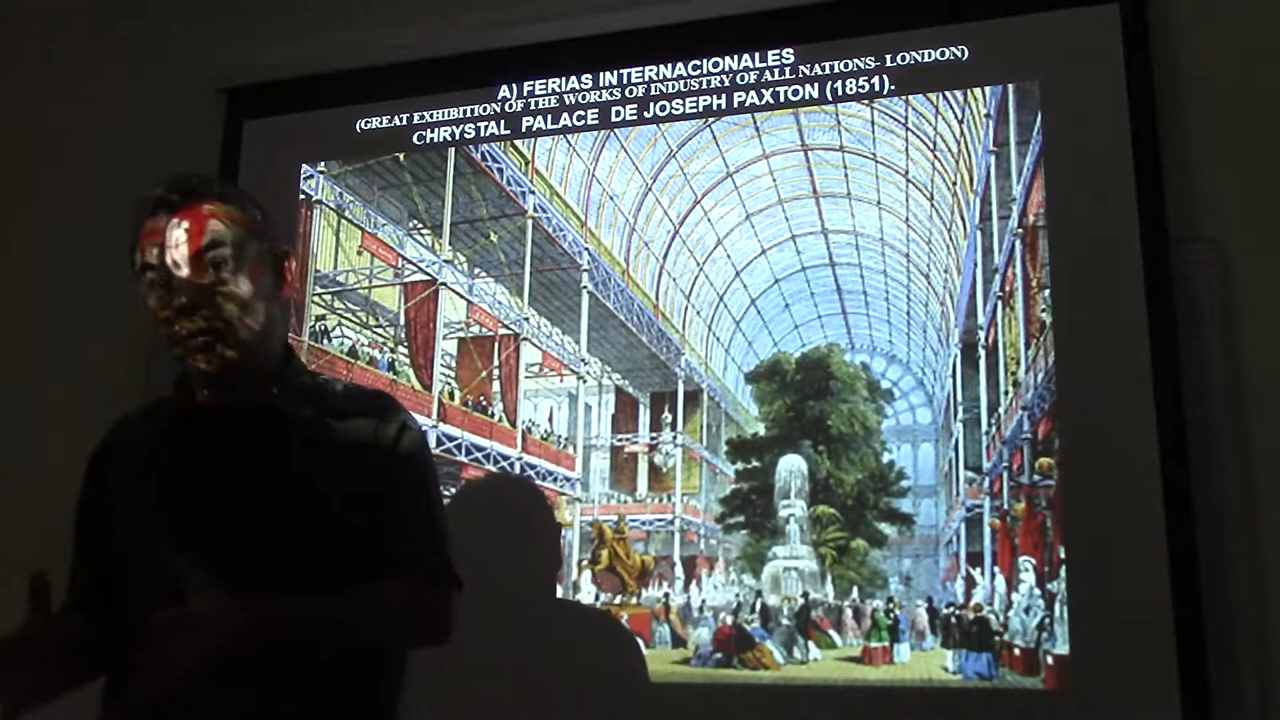 A) FERIAS INTERNACIONALES
(GREAT EXHIBITION OF THE WORKS OF INDUSTRY OF ALL NATIONS- LONDON)
CHRYSTAL PALACE DE JOSEPH PAXTON (1851).